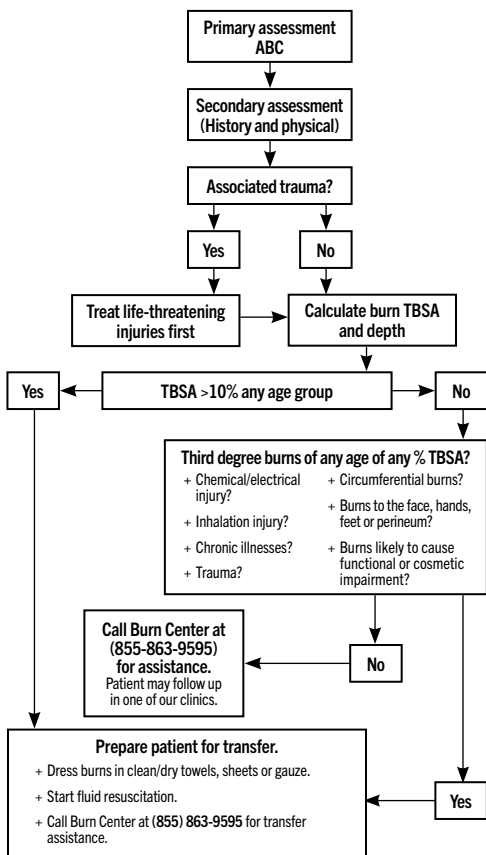 Primary assessment
ABC
Secondary assessment
(History and physical)
Associated trauma?
Yes
No
Treat life-threatening
injuries first
Calculate burn TBSA
and depth
Yes
TBSA >10% any age group
No
Third degree burns of any age of any % TBSA?
+ Chemical/electrical
injury?
+ Inhalation injury?
+ Chronic illnesses?
+ Trauma?
+ Circumferential burns?
+ Burns to the face, hands,
feet or perineum?
+ Burns likely to cause
functional or cosmetic
impairment?
Call Burn Center at
(855-863-9595)
for assistance.
Patient may follow up
in one of our clinics.
No
Prepare patient for transfer.
+ Dress burns in clean/dry towels, sheets or gauze.
+ Start fluid resuscitation.
+ Call Burn Center at (855) 863-9595 for transfer
assistance.
Yes